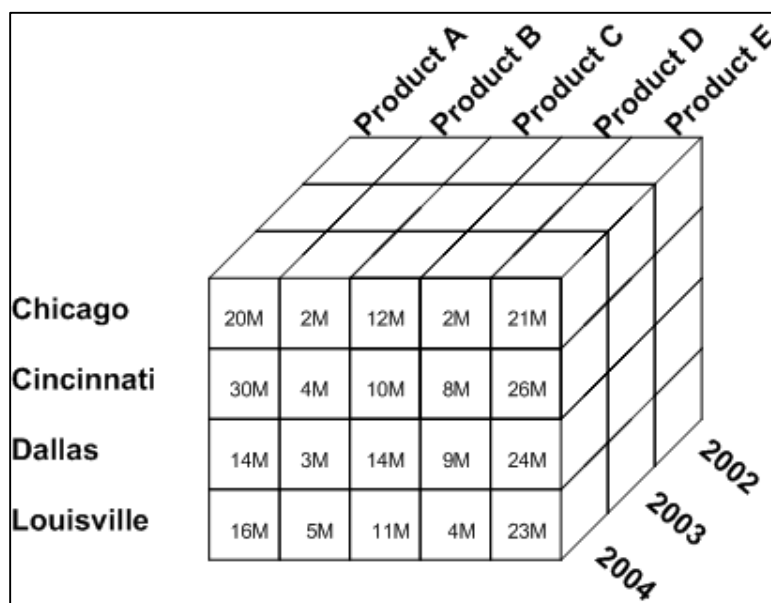 Product A
Product B
Product C
Product D
Product E
Chicago 20M 2M 12M 2M 21M
Cincinnati 30M 4M 10M 8M 26M
Dallas 14M 3M 14M 9M 24M
Louisville 16M 5M 11M 4M 23M
2002
2003
2004